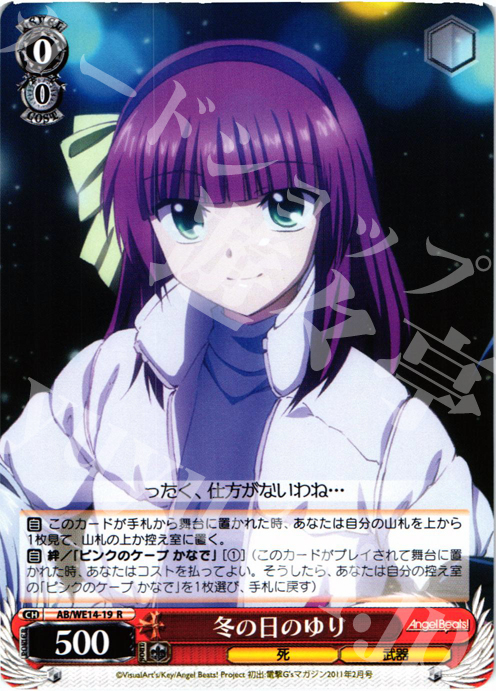 0
0
COST
ったく、仕方がないわね…
自 このカードが手札から舞台に置かれた時、あなたは自分の山札を上から
1枚見て、山札の上か控え室に置く。
自 絆／「ピンクのケープ かなで」 [①] (このカードがプレイされて舞台に置か
れた時、あなたはコストを払ってよい。そうしたら、あなたは自分の控え室
の「ピンクのケープ かなで」を1枚選び、手札に戻す)
CH AB/WE14-19 R
POWER 500
冬の日のゆり
Angel Beats!
死 武器
©VisualArt's/Key/Angel Beats! Project 初出:電撃G'sマガジン2011年2月号